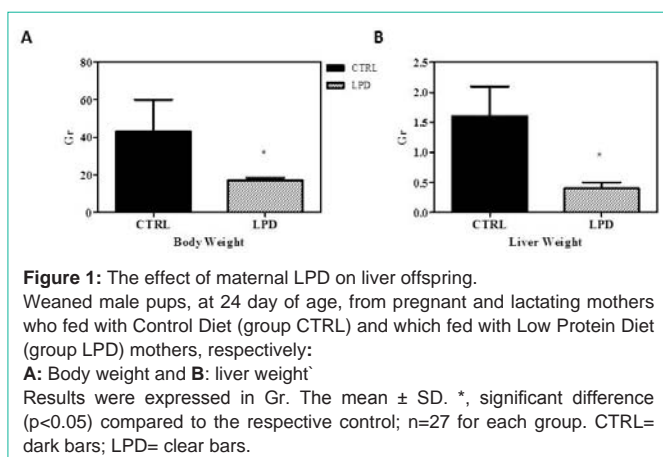 A
B
80
60
40
20
0
Gr
CTRL
LPD
Body Weight
CTRL
LPD
2.5
2.0
1.5
1.0
0.5
0.0
Gr
CTRL
LPD
Liver Weight
*
*
Figure 1: The effect of maternal LPD on liver offspring.
Weaned male pups, at 24 day of age, from pregnant and lactating mothers
who fed with Control Diet (group CTRL) and which fed with Low Protein Diet
(group LPD) mothers, respectively:
A: Body weight and B: liver weight`
Results were expressed in Gr. The mean ± SD. *, significant difference
(p<0.05) compared to the respective control; n=27 for each group. CTRL=
dark bars; LPD= clear bars.